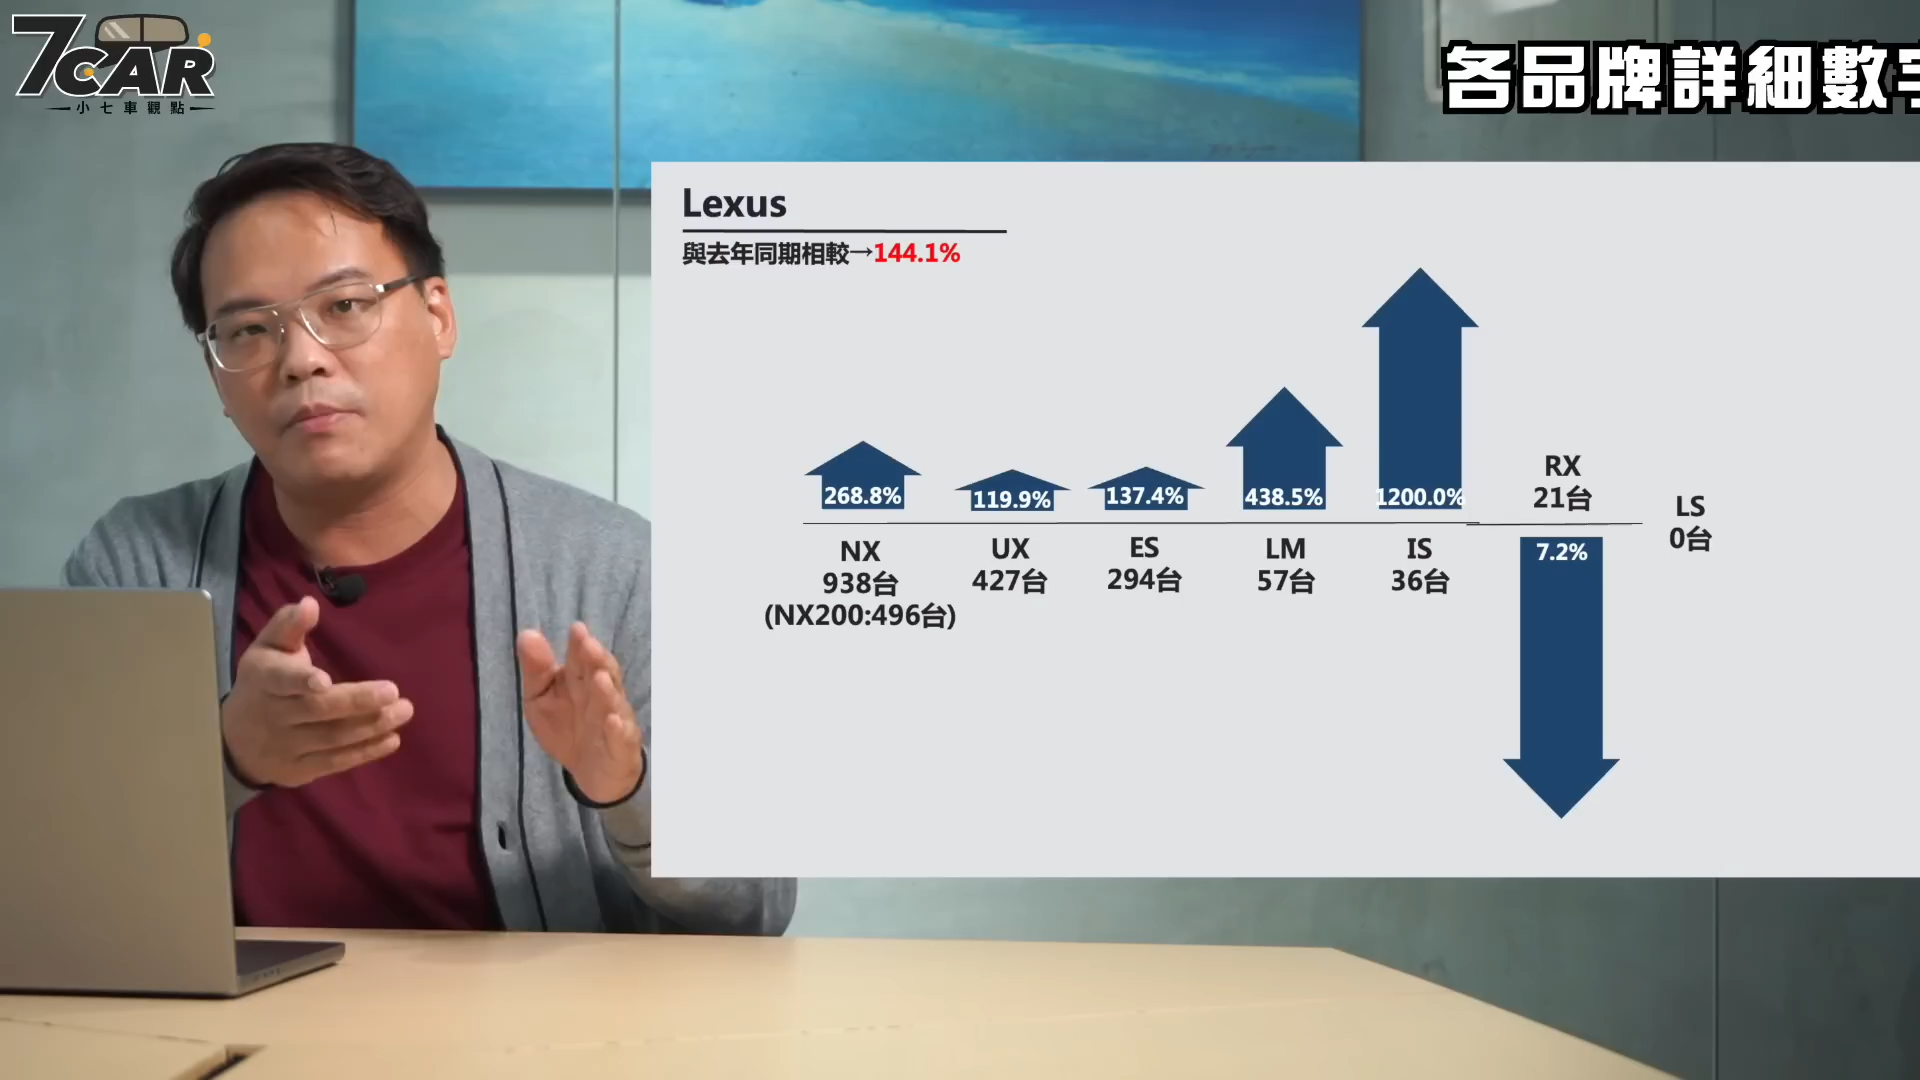 7CAR
小七車觀點
各品牌詳細數字
Lexus
與去年同期相較→144.1%
268.8%
119.9%
137.4%
438.5%
1200.0%
RX
21台
LS
0台
7.2%
NX
938台
(NX200:496台)
UX
427台
ES
294台
LM
57台
IS
36台